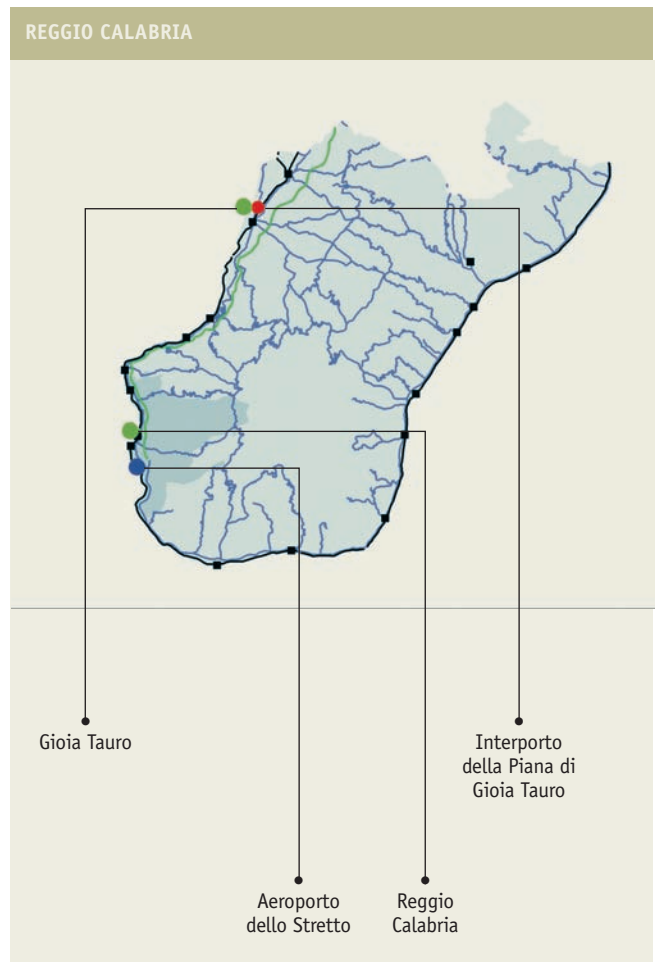 REGGIO CALABRIA
Gioia Tauro
Interporto
della Piana di
Gioia Tauro
Aeroporto
dello Stretto
Reggio
Calabria